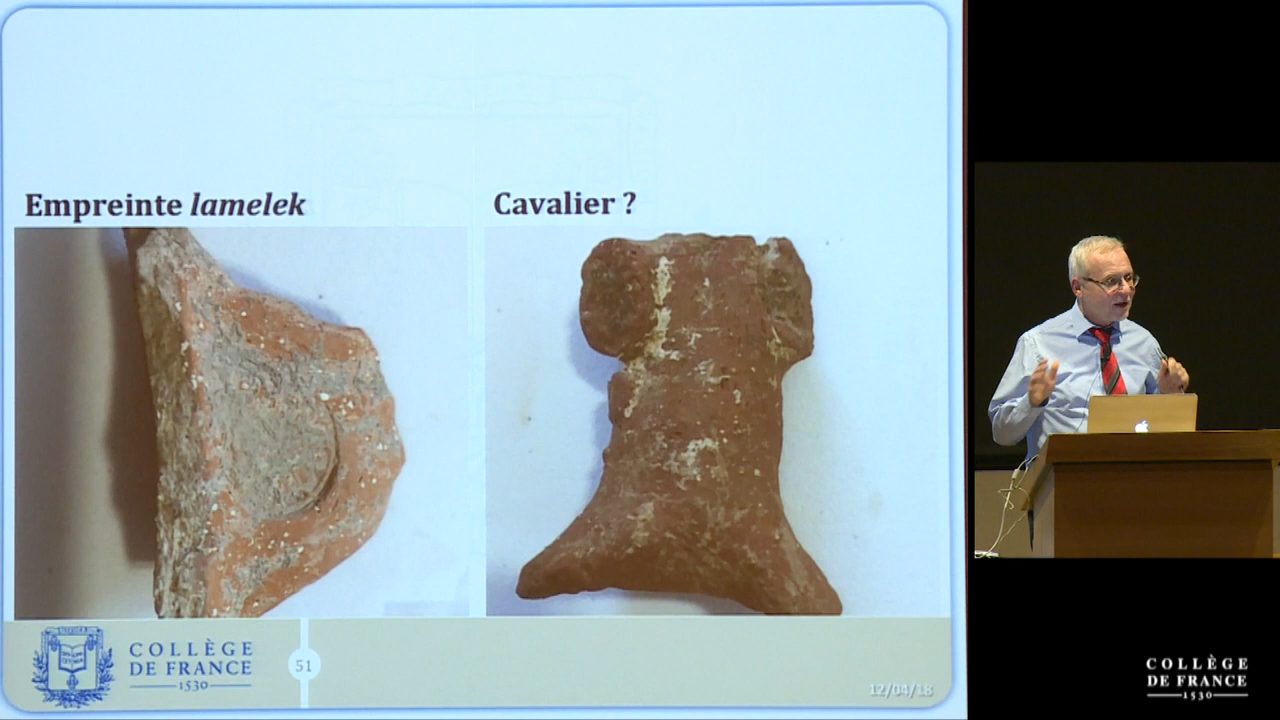 Empreinte lamelek
Cavalier ?
COLLÈGE
DE FRANCE
1530
51
12/04/18
COLLÈGE
DE FRANCE
1530